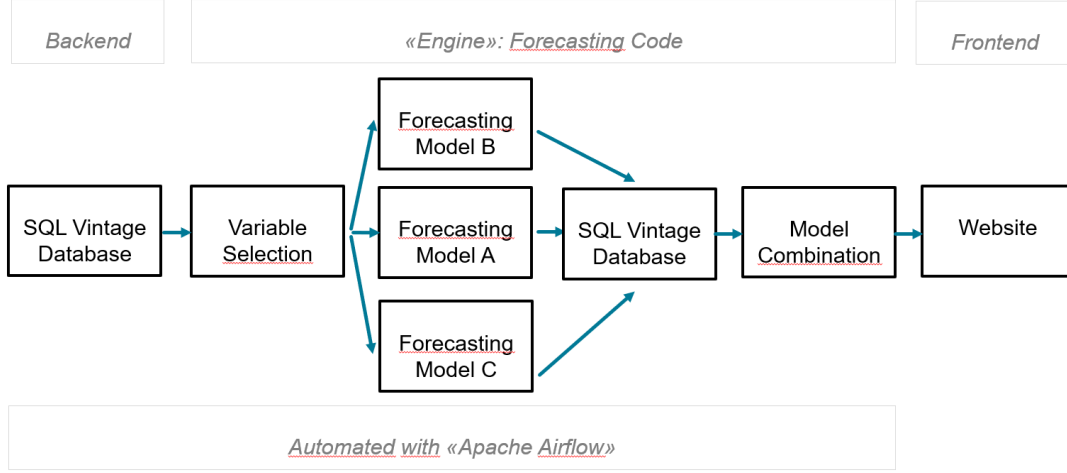 Backend
«Engine»: Forecasting Code
Frontend
Forecasting
Model B
SQL Vintage
Database
Variable
Selection
Forecasting
Model A
SQL Vintage
Database
Model
Combination
Website
Forecasting
Model C
Automated with «Apache Airflow»